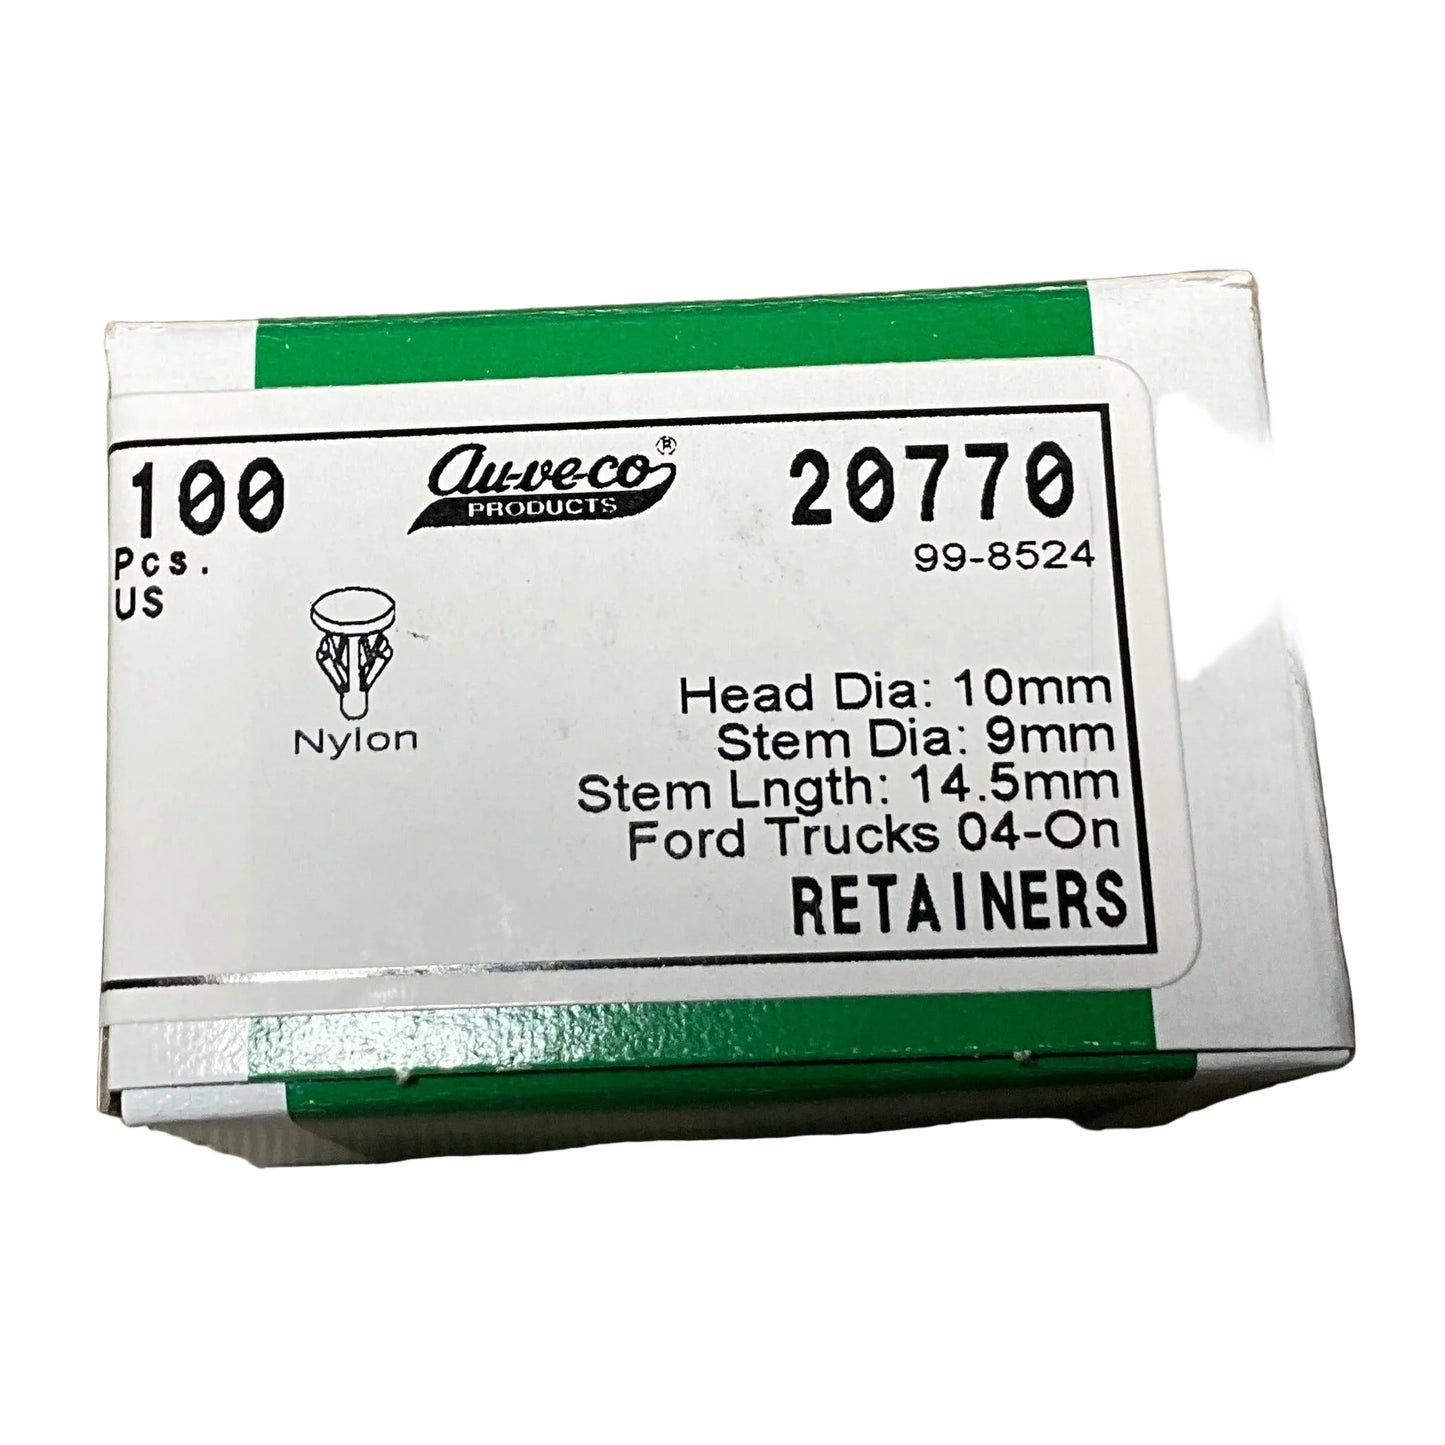 100
Pcs.
US
au-ve-co®
PRODUCTS
20770
99-8524
Nylon
Head Dia: 10mm
Stem Dia: 9mm
Stem Lngth: 14.5mm
Ford Trucks 04-On
RETAINERS